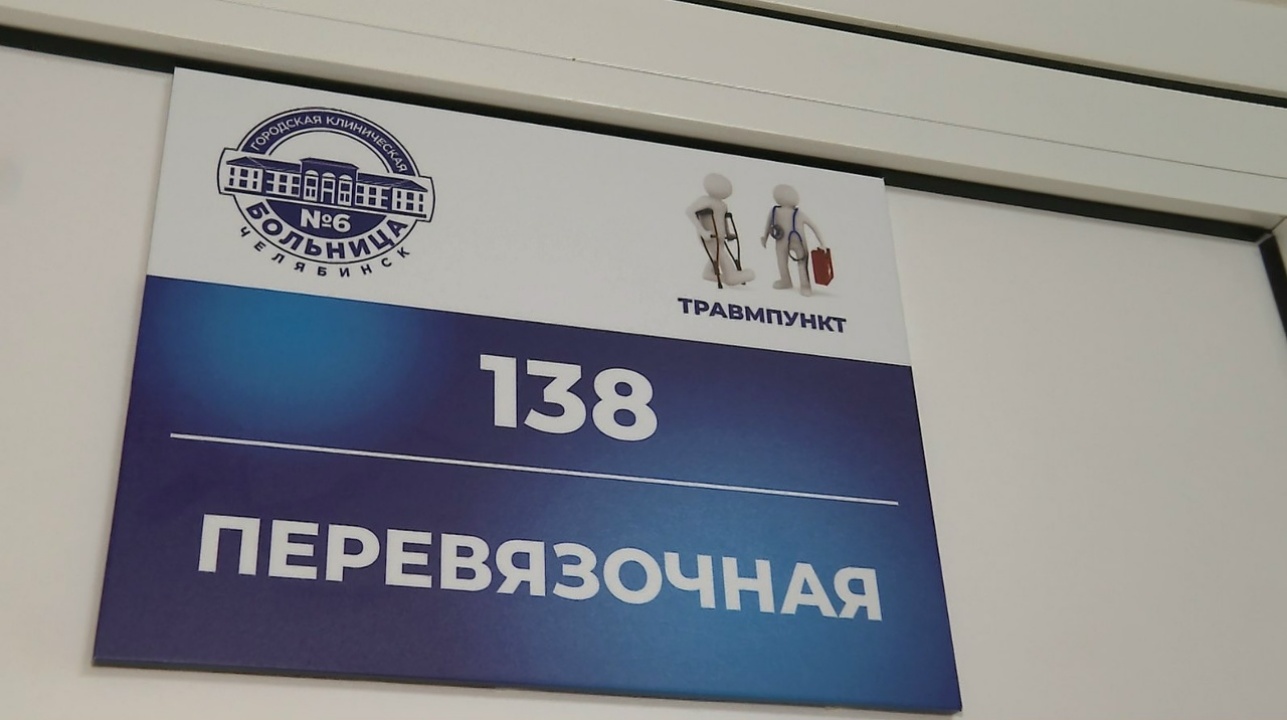 ГОРОДСКАЯ КЛИНИЧЕСКАЯ
№6
БОЛЬНИЦА
ЧЕЛЯБИНСК
ТРАВМПУНКТ
138
ПЕРЕВЯЗОЧНАЯ